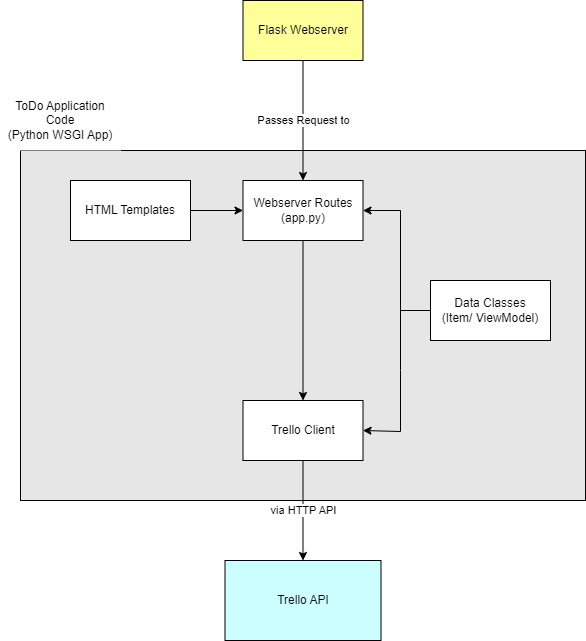 Flask Webserver
ToDo Application
Code
(Python WSGI App)
Passes Request to
HTML Templates
Webserver Routes
(app.py)
Data Classes
(Item/ ViewModel)
Trello Client
via HTTP API
Trello API